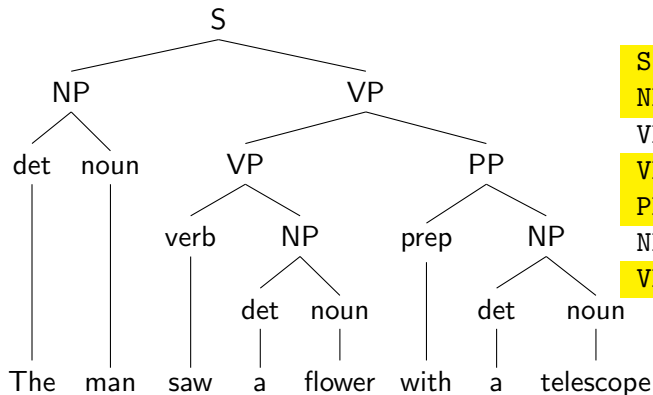 S
NP VP
det noun VP PP
verb NP prep NP
det noun det noun
The man saw a flower with a telescope
S